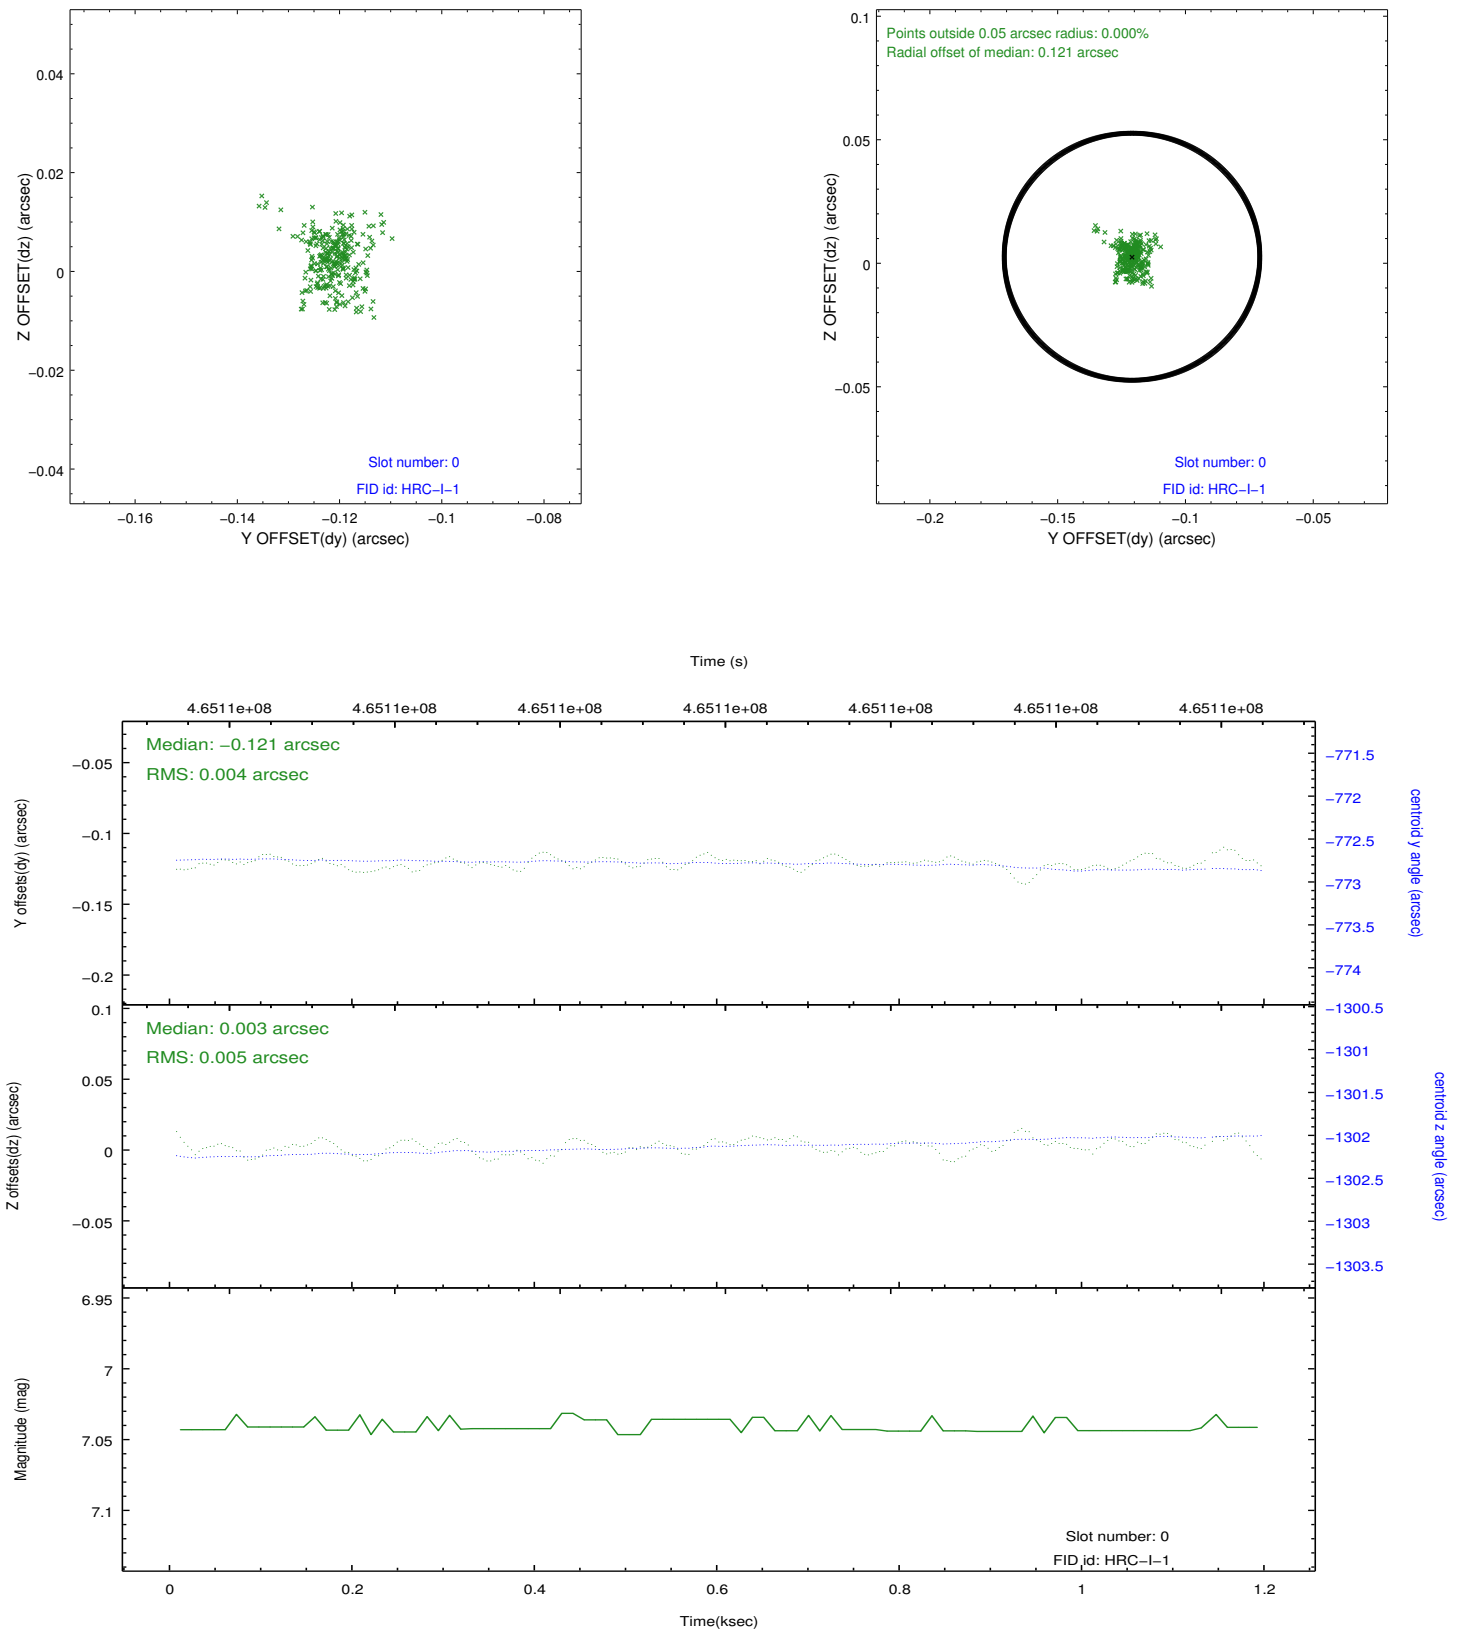 0.04
0.02
0
−0.02
−0.04
Z OFFSET(dz) (arcsec)
Slot number: 0
FID id: HRC−I−1
−0.16 −0.14 −0.12 −0.1 −0.08
Y OFFSET(dy) (arcsec)
Points outside 0.05 arcsec radius: 0.000%
Radial offset of median: 0.121 arcsec
0.1
0.05
0
−0.05
Z OFFSET(dz) (arcsec)
Slot number: 0
FID id: HRC−I−1
−0.2 −0.15 −0.1 −0.05
Y OFFSET(dy) (arcsec)
Time (s)
4.6511e+08 4.6511e+08 4.6511e+08 4.6511e+08 4.6511e+08 4.6511e+08 4.6511e+08
Median: −0.121 arcsec
RMS: 0.004 arcsec
−0.05
−0.1
−0.15
−0.2
Y offsets(dy) (arcsec)
−771.5
−772
−772.5
−773
−773.5
−774
centroid y angle (arcsec)
Median: 0.003 arcsec
RMS: 0.005 arcsec
0.1
0.05
0
−0.05
Z offsets(dz) (arcsec)
−1300.5
−1301
−1301.5
−1302
−1302.5
−1303
−1303.5
centroid z angle (arcsec)
6.95
7
7.05
7.1
Magnitude (mag)
Slot number: 0
FID id: HRC−I−1
0 0.2 0.4 0.6 0.8 1 1.2
Time(ksec)